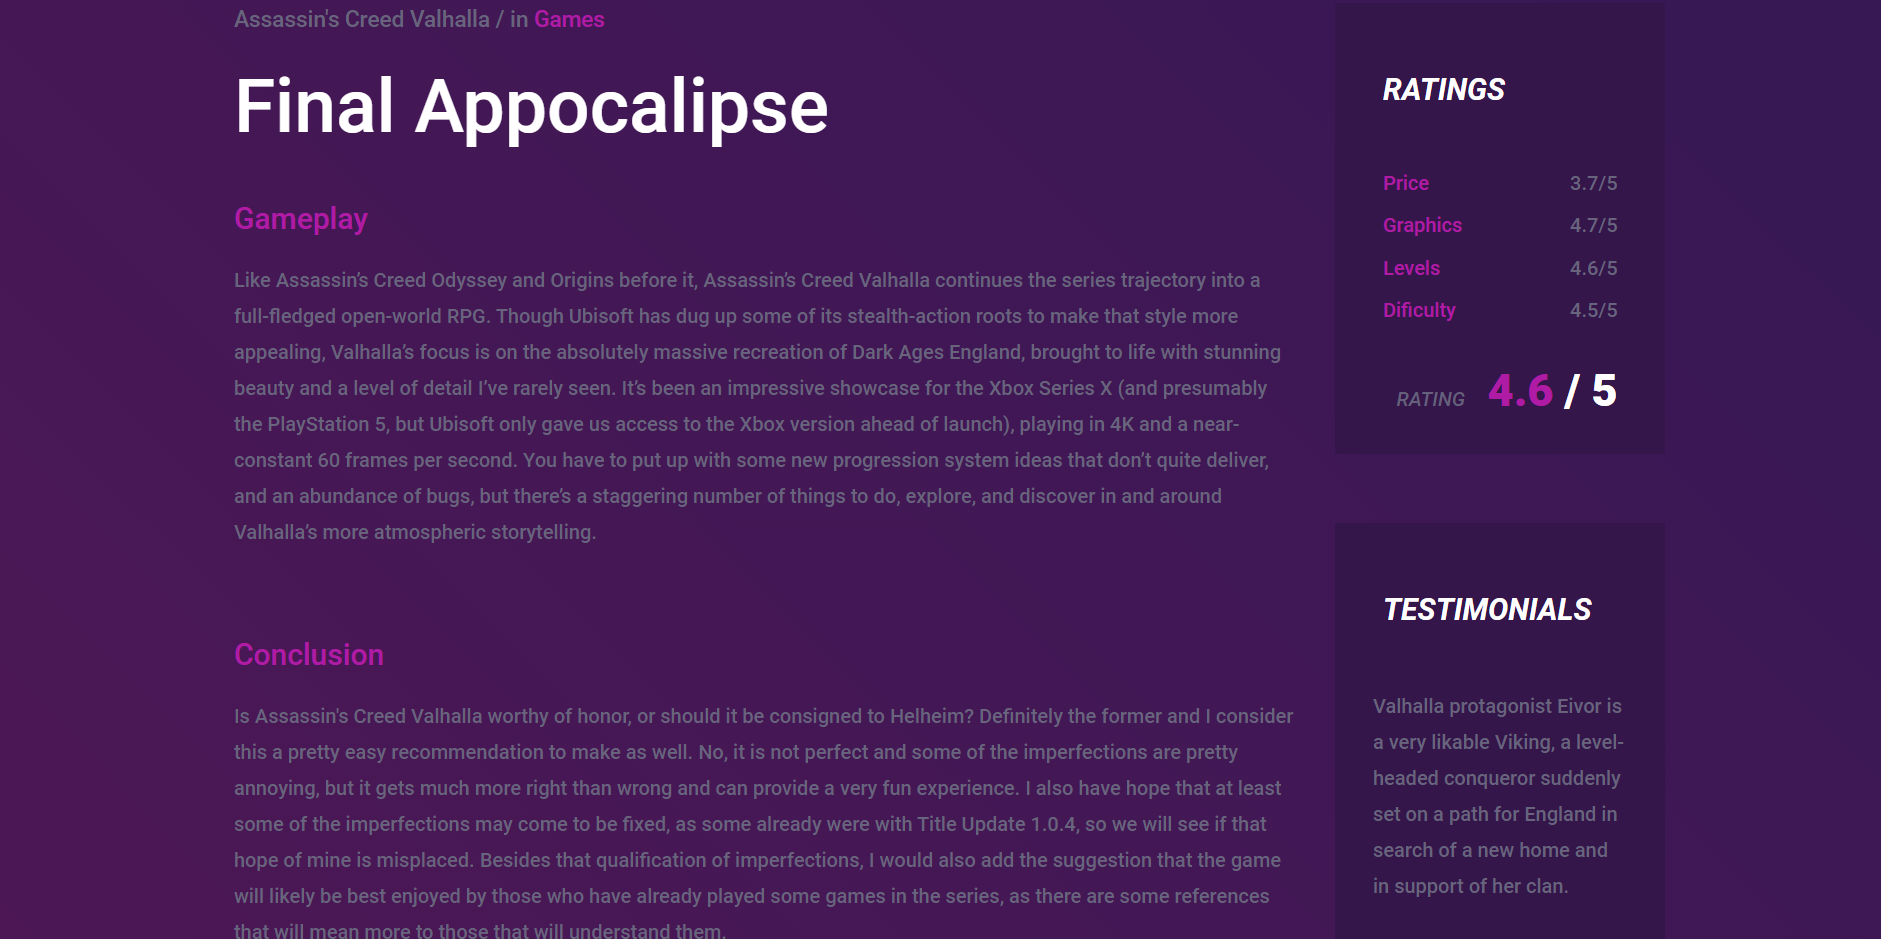 Assassin's Creed Valhalla / in Games
Final Appocalipse
Gameplay
Like Assassin’s Creed Odyssey and Origins before it, Assassin’s Creed Valhalla continues the series trajectory into a
full-fledged open-world RPG. Though Ubisoft has dug up some of its stealth-action roots to make that style more
appealing, Valhalla’s focus is on the absolutely massive recreation of Dark Ages England, brought to life with stunning
beauty and a level of detail I’ve rarely seen. It’s been an impressive showcase for the Xbox Series X (and presumably
the PlayStation 5, but Ubisoft only gave us access to the Xbox version ahead of launch), playing in 4K and a near-
constant 60 frames per second. You have to put up with some new progression system ideas that don’t quite deliver,
and an abundance of bugs, but there’s a staggering number of things to do, explore, and discover in and around
Valhalla’s more atmospheric storytelling.
Conclusion
Is Assassin's Creed Valhalla worthy of honor, or should it be consigned to Helheim? Definitely the former and I consider
this a pretty easy recommendation to make as well. No, it is not perfect and some of the imperfections are pretty
annoying, but it gets much more right than wrong and can provide a very fun experience. I also have hope that at least
some of the imperfections may come to be fixed, as some already were with Title Update 1.0.4, so we will see if that
hope of mine is misplaced. Besides that qualification of imperfections, I would also add the suggestion that the game
will likely be best enjoyed by those who have already played some games in the series, as there are some references
that will mean more to those that will understand them.
RATINGS
Price 3.7/5
Graphics 4.7/5
Levels 4.6/5
Dificulty 4.5/5
RATING 4.6 / 5
TESTIMONIALS
Valhalla protagonist Eivor is
a very likable Viking, a level-
headed conqueror suddenly
set on a path for England in
search of a new home and
in support of her clan.